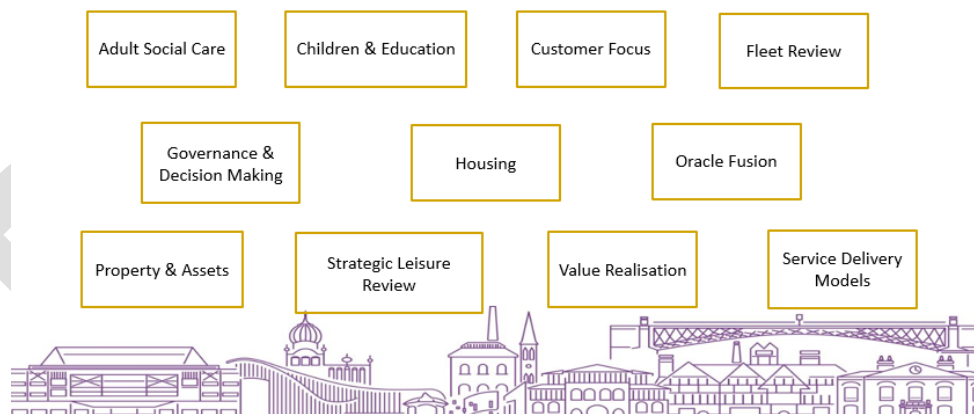 Adult Social Care
Children & Education
Customer Focus
Fleet Review
Governance &
Decision Making
Housing
Oracle Fusion
Property & Assets
Strategic Leisure
Review
Value Realisation
Service Delivery
Models